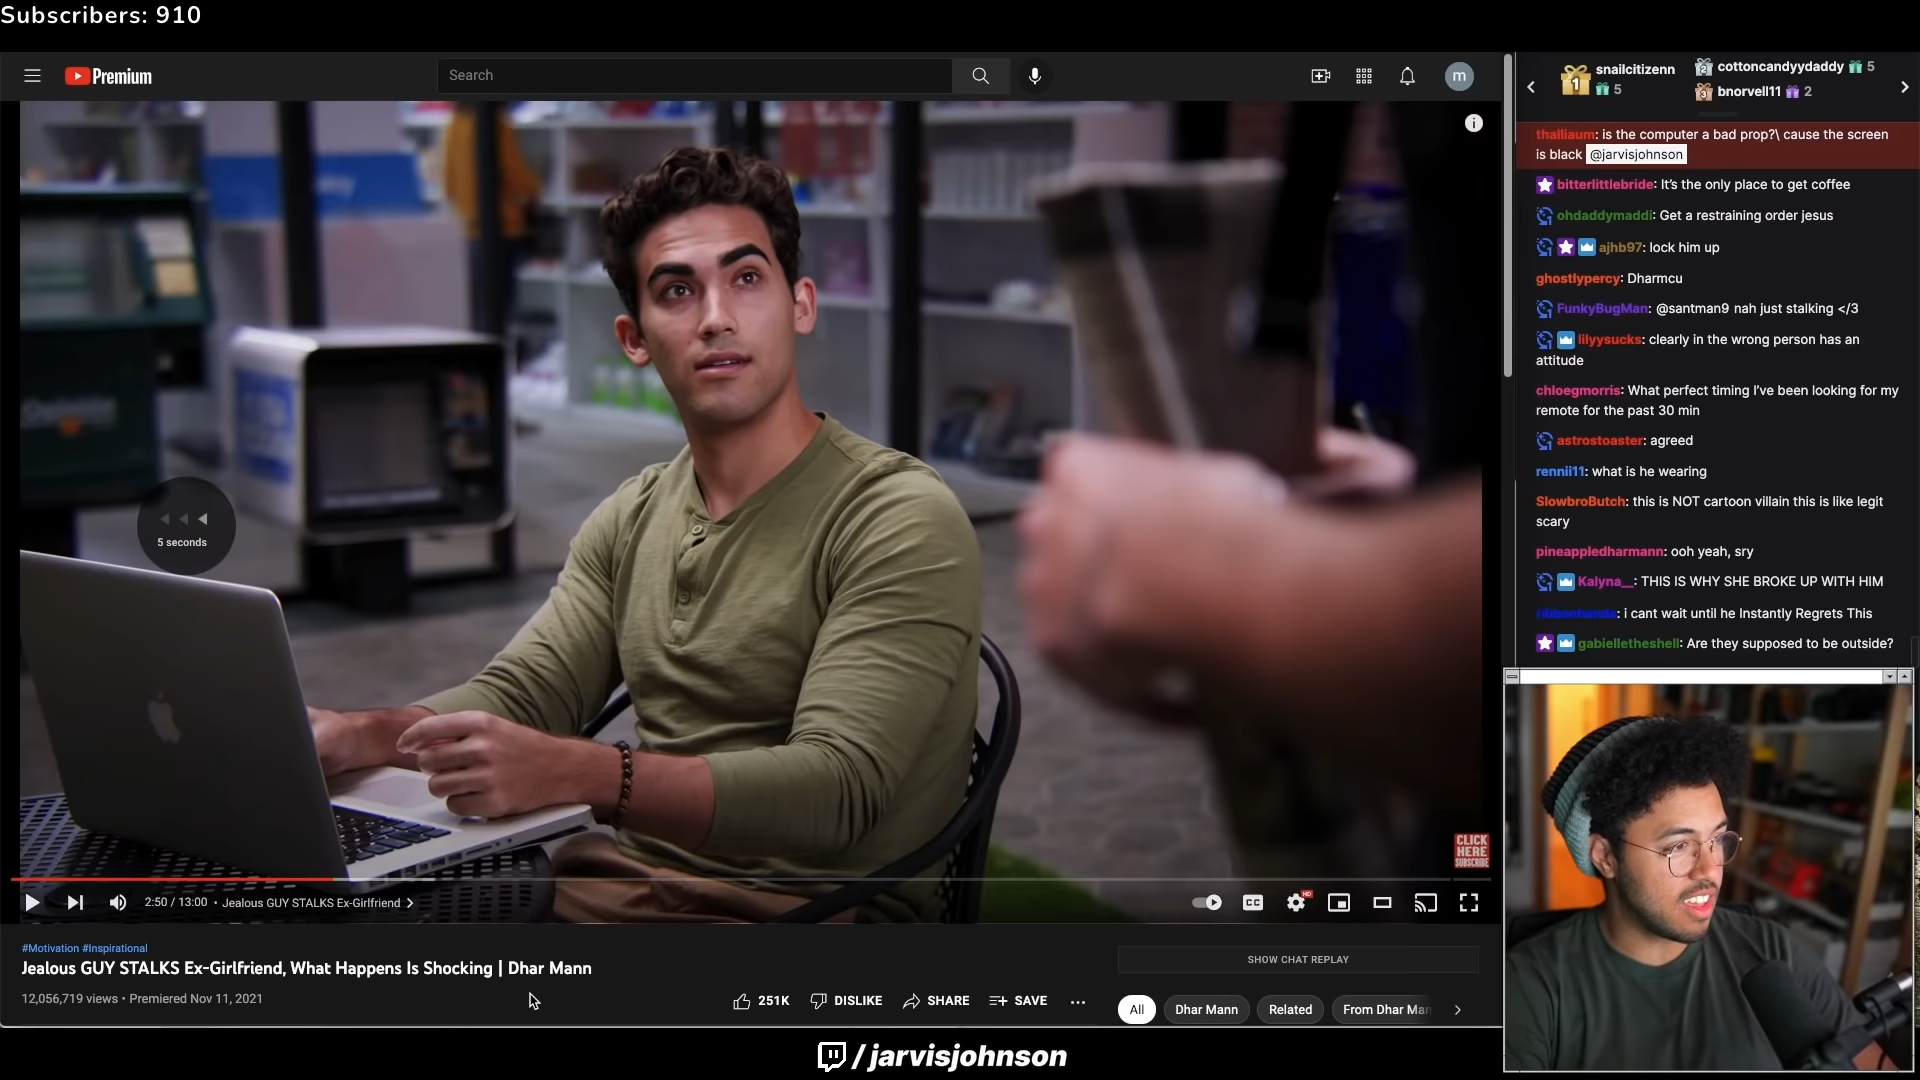 Subscribers: 910
Premium
Search
m
snailcitizenn
5
cottoncandyydaddy 5
bnorvell11 2
thalliaum: is the computer a bad prop?\ cause the screen
is black @jarvisjohnson
bitterlittlebride: It's the only place to get coffee
ohdaddymaddi: Get a restraining order jesus
ajhb97: lock him up
ghostlypercy: Dharmcu
FunkyBugMan: @santman9 nah just stalking </3
lilyysucks: clearly in the wrong person has an
attitude
chloegmorris: What perfect timing I've been looking for my
remote for the past 30 min
astrostoaster: agreed
rennii11: what is he wearing
SlowbroButch: this is NOT cartoon villain this is like legit
scary
pineappledharmann: ooh yeah, sry
Kalyna__: THIS IS WHY SHE BROKE UP WITH HIM
: i cant wait until he Instantly Regrets This
gabielletheshell: Are they supposed to be outside?
5 seconds
CLICK
HERE
SUBSCRIBE
2:50 / 13:00 • Jealous GUY STALKS Ex-Girlfriend
CC
HD
#Motivation #Inspirational
Jealous GUY STALKS Ex-Girlfriend, What Happens Is Shocking | Dhar Mann
12,056,719 views • Premiered Nov 11, 2021
251K
DISLIKE
SHARE
SAVE
SHOW CHAT REPLAY
All
Dhar Mann
Related
From Dhar Man
/jarvisjohnson